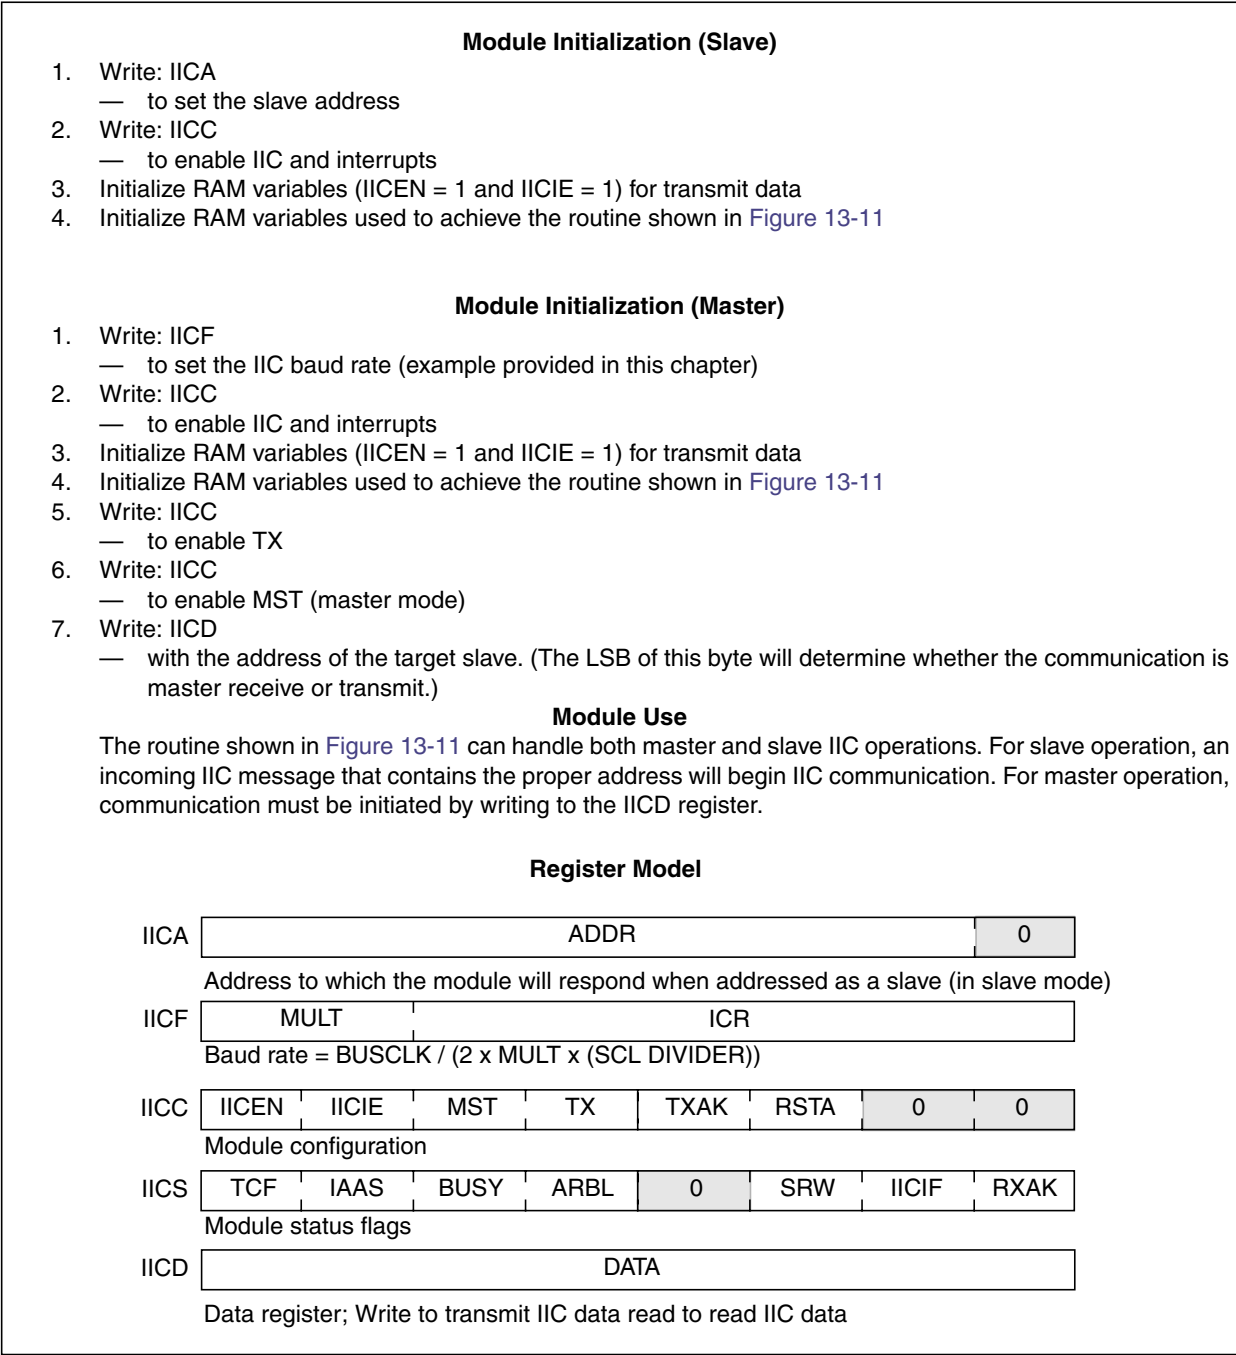 Module Initialization (Slave)
1. Write: IICA
— to set the slave address
2. Write: IICC
— to enable IIC and interrupts
3. Initialize RAM variables (IICEN = 1 and IICIE = 1) for transmit data
4. Initialize RAM variables used to achieve the routine shown in Figure 13-11
Module Initialization (Master)
1. Write: IICF
— to set the IIC baud rate (example provided in this chapter)
2. Write: IICC
— to enable IIC and interrupts
3. Initialize RAM variables (IICEN = 1 and IICIE = 1) for transmit data
4. Initialize RAM variables used to achieve the routine shown in Figure 13-11
5. Write: IICC
— to enable TX
6. Write: IICC
— to enable MST (master mode)
7. Write: IICD
— with the address of the target slave. (The LSB of this byte will determine whether the communication is
master receive or transmit.)
Module Use
The routine shown in Figure 13-11 can handle both master and slave IIC operations. For slave operation, an
incoming IIC message that contains the proper address will begin IIC communication. For master operation,
communication must be initiated by writing to the IICD register.
Register Model
IICA ADDR 0
Address to which the module will respond when addressed as a slave (in slave mode)
IICF MULT ICR
Baud rate = BUSCLK / (2 x MULT x (SCL DIVIDER))
IICC IICEN IICIE MST TX TXAK RSTA 0 0
Module configuration
IICS TCF IAAS BUSY ARBL 0 SRW IICIF RXAK
Module status flags
IICD DATA
Data register; Write to transmit IIC data read to read IIC data